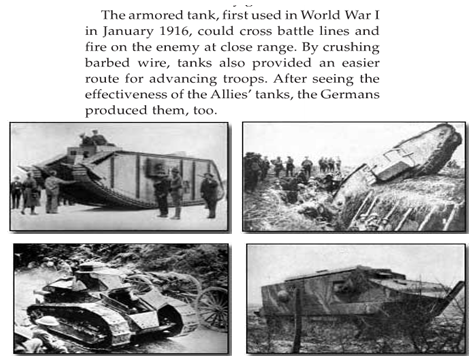 The armored tank, first used in World War I
in January 1916, could cross battle lines and
fire on the enemy at close range. By crushing
barbed wire, tanks also provided an easier
route for advancing troops. After seeing the
effectiveness of the Allies’ tanks, the Germans
produced them, too.